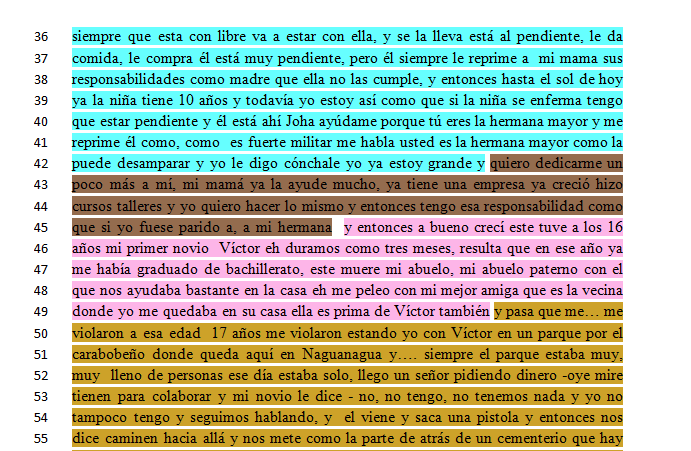 36 siempre que esta con libre va a estar con ella, y se la lleva está al pendiente, le da
37 comida, le compra él está muy pendiente, pero él siempre le reprime a mi mama sus
38 responsabilidades como madre que ella no las cumple, y entonces hasta el sol de hoy
39 ya la niña tiene 10 años y todavía yo estoy así como que si la niña se enferma tengo
40 que estar pendiente y él está ahí Joha ayúdame porque tú eres la hermana mayor y me
41 reprime él como, como es fuerte militar me habla usted es la hermana mayor como la
42 puede desamparar y yo le digo cónchale yo ya estoy grande y quiero dedicarme un
43 poco más a mí, mi mamá ya la ayude mucho, ya tiene una empresa ya creció hizo
44 cursos talleres y yo quiero hacer lo mismo y entonces tengo esa responsabilidad como
45 que si yo fuese parido a, a mi hermana y entonces a bueno crecí este tuve a los 16
46 años mi primer novio Víctor eh duramos como tres meses, resulta que en ese año ya
47 me había graduado de bachillerato, este muere mi abuelo, mi abuelo paterno con el
48 que nos ayudaba bastante en la casa eh me peleo con mi mejor amiga que es la vecina
49 donde yo me quedaba en su casa ella es prima de Víctor también y pasa que me… me
50 violaron a esa edad 17 años me violaron estando yo con Víctor en un parque por el
51 carabobeño donde queda aquí en Naguanagua y…. siempre el parque estaba muy,
52 muy lleno de personas ese día estaba solo, llego un señor pidiendo dinero -oye mire
53 tienen para colaborar y mi novio le dice - no, no tengo, no tenemos nada y yo no
54 tampoco tengo y seguimos hablando, y el viene y saca una pistola y entonces nos
55 dice caminen hacia allá y nos mete como la parte de atrás de un cementerio que hay